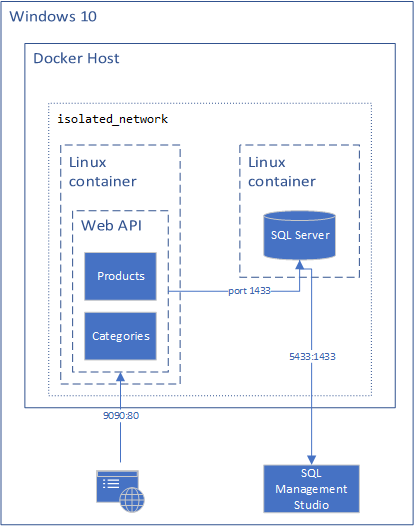 Windows 10
Docker Host
isolated_network
Linux
container
Web API
Products
Categories
Linux
container
SQL Server
port 1433
5433:1433
9090:80
SQL
Management
Studio